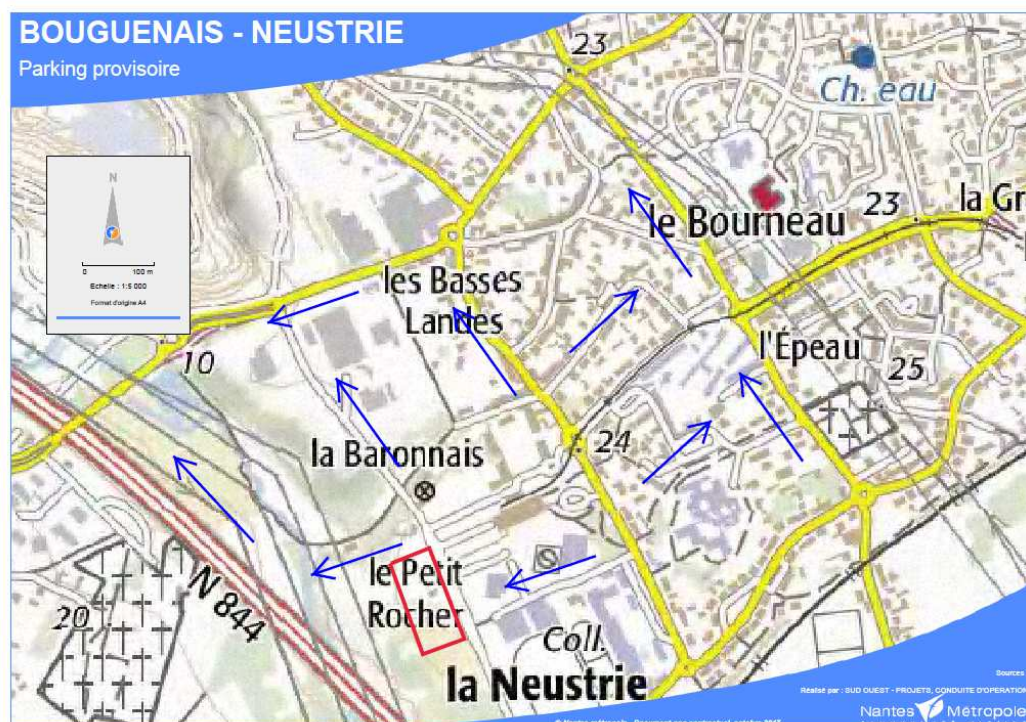 BOUGUENAIS - NEUSTRIE
Parking provisoire
23
Ch. eau
N
0 100 m
Echelle : 1:5 000
Format d'origine A4
le Bourneau
23
la Gr
les Basses
Landes
10
l'Épeau
25
24
la Baronnais
le Petit
Rocher
N 844
20
Coll.
la Neustrie
Sources
Réalisé par : SUD OUEST - PROJETS, CONDUITE D'OPERATION
Nantes Métropole